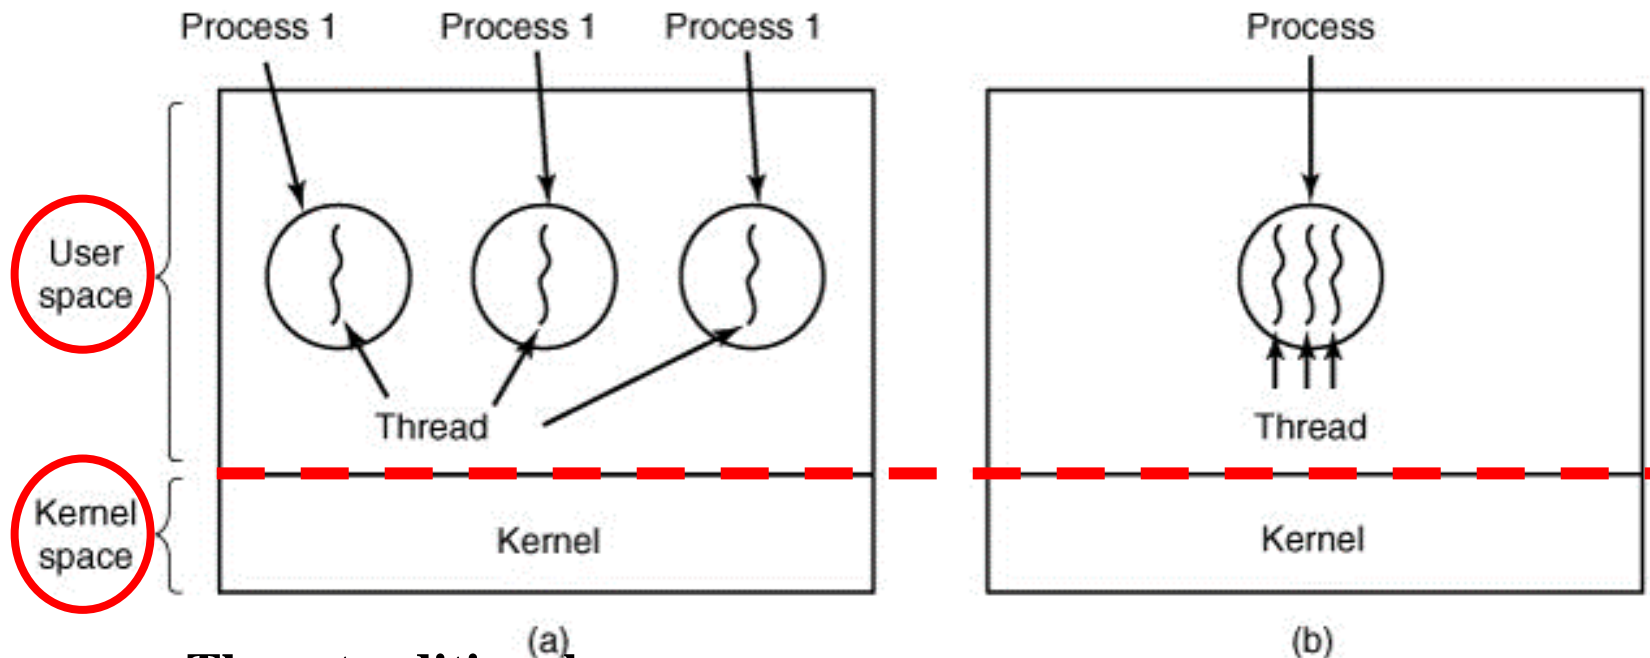 Process 1 Process 1 Process 1 Process
User
space
Thread Thread
Kernel
space
Kernel Kernel
(a) (b)